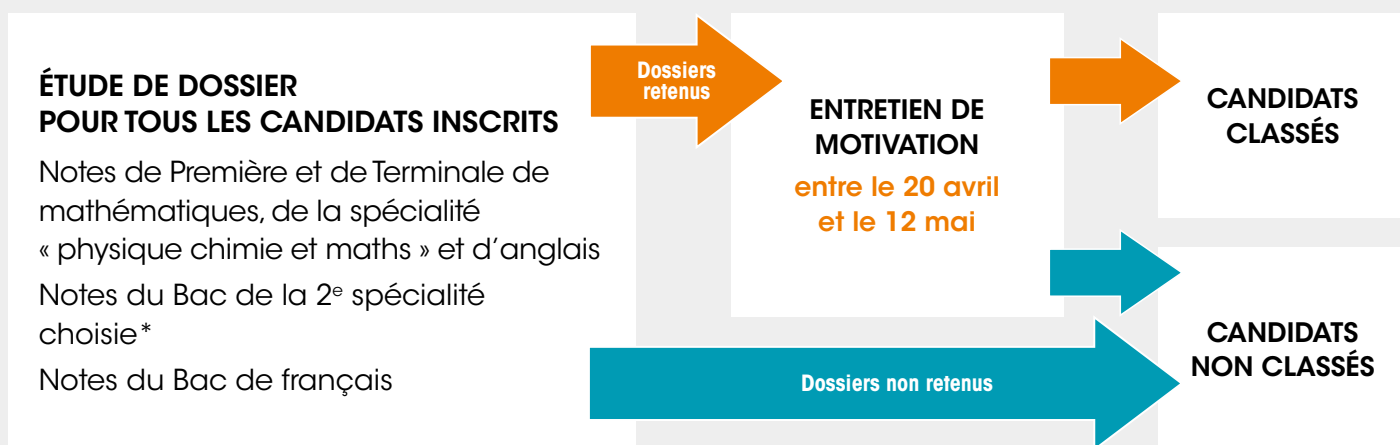 ÉTUDE DE DOSSIER
POUR TOUS LES CANDIDATS INSCRITS
Notes de Première et de Terminale de
mathématiques, de la spécialité
« physique chimie et maths » et d'anglais
Notes du Bac de la 2e spécialité
choisie*
Notes du Bac de français
Dossiers
retenus
ENTRETIEN DE
MOTIVATION
entre le 20 avril
et le 12 mai
CANDIDATS
CLASSÉS
Dossiers non retenus
CANDIDATS
NON CLASSÉS